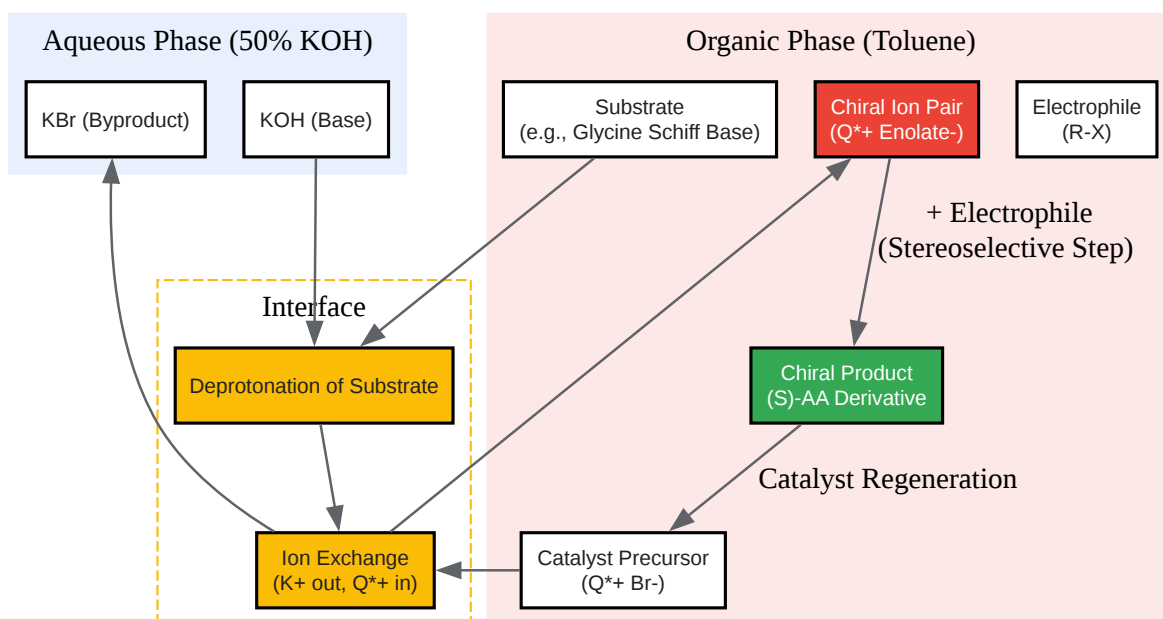 Aqueous Phase (50% KOH)
Organic Phase (Toluene)
KBr (Byproduct)
KOH (Base)
Substrate
(e.g., Glycine Schiff Base)
Chiral Ion Pair
(Q*+ Enolate-)
Electrophile
(R-X)
+ Electrophile
(Stereoselective Step)
Interface
Deprotonation of Substrate
Chiral Product
(S)-AA Derivative
Catalyst Regeneration
Ion Exchange
(K+ out, Q*+ in)
Catalyst Precursor
(Q*+ Br-)